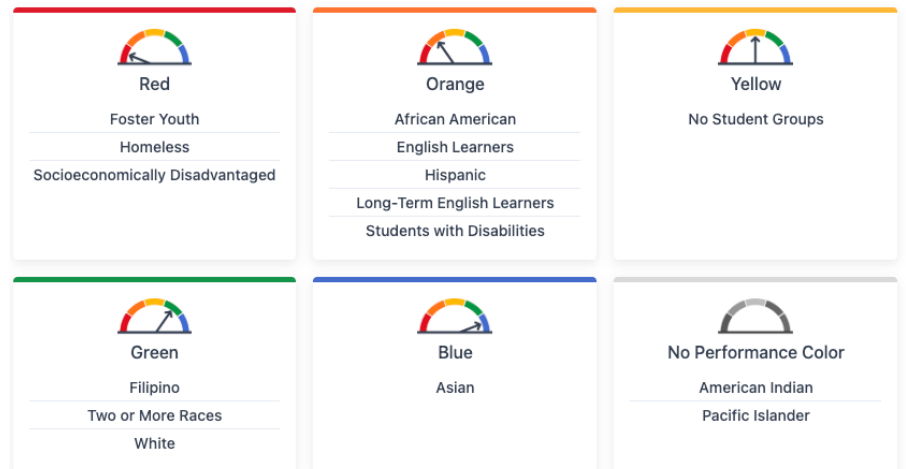 Red
Foster Youth
Homeless
Socioeconomically Disadvantaged
Orange
African American
English Learners
Hispanic
Long-Term English Learners
Students with Disabilities
Yellow
No Student Groups
Green
Filipino
Two or More Races
White
Blue
Asian
No Performance Color
American Indian
Pacific Islander